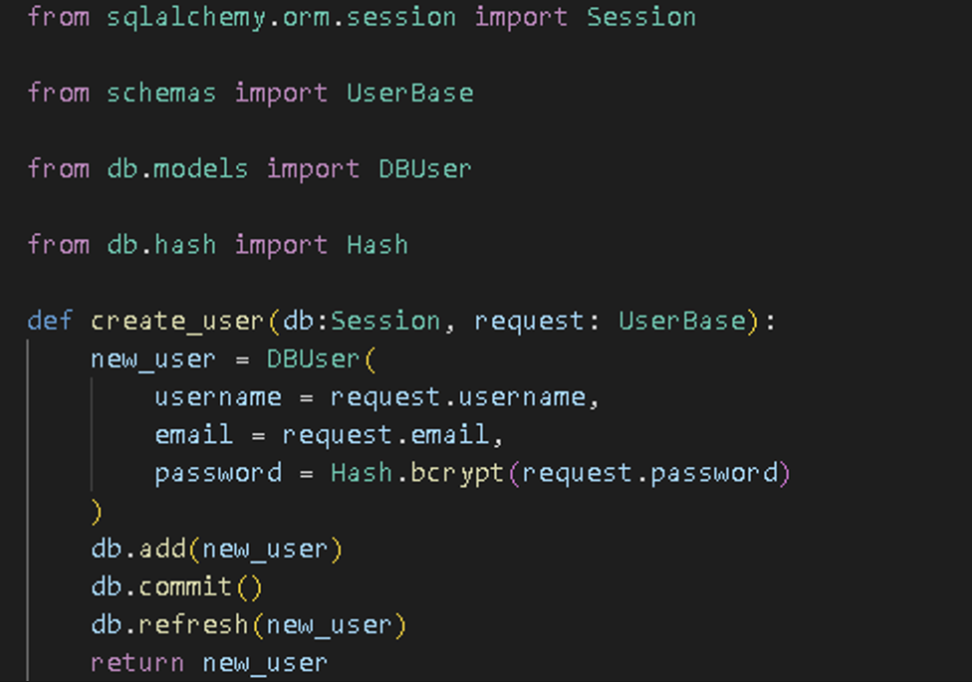 from sqlalchemy.orm.session import Session
from schemas import UserBase
from db.models import DBUser
from db.hash import Hash
def create_user(db:Session, request: UserBase):
    new_user = DBUser(
        username = request.username,
        email = request.email,
        password = Hash.bcrypt(request.password)
    )
    db.add(new_user)
    db.commit()
    db.refresh(new_user)
    return new_user